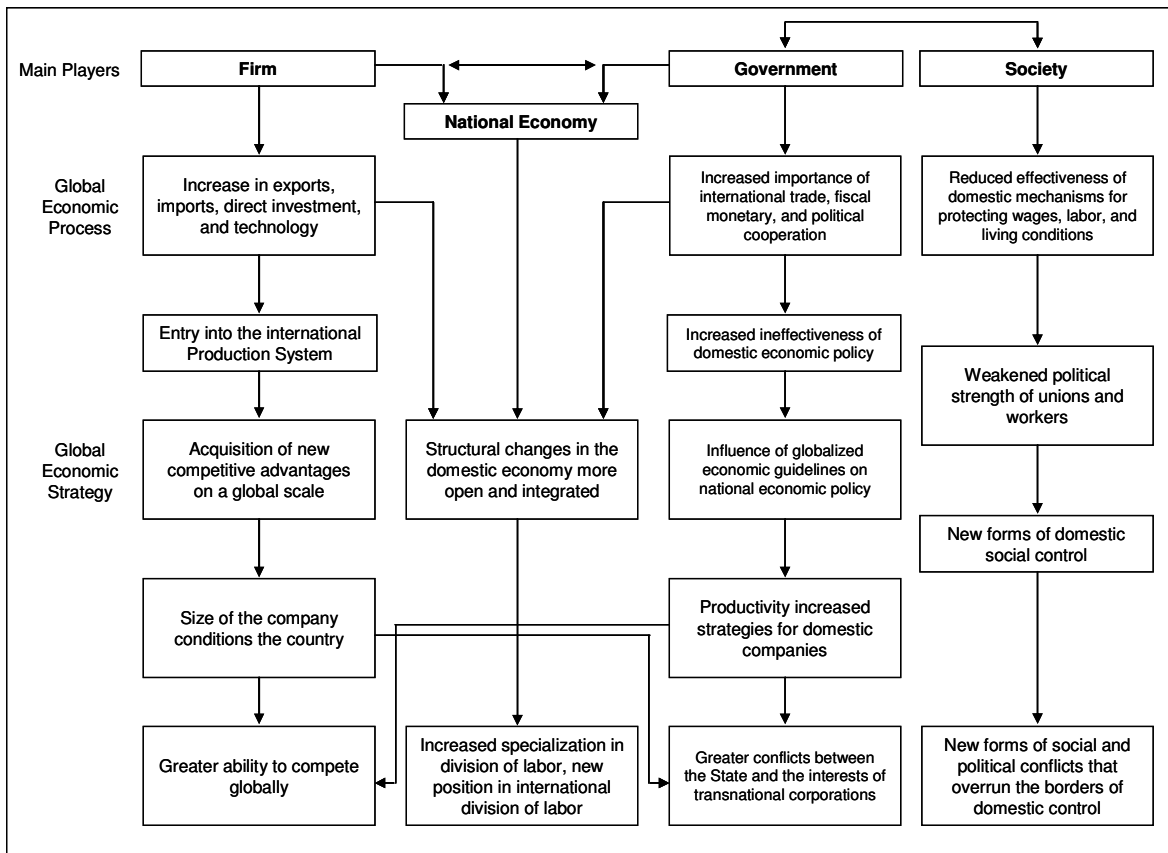 Main Players
Firm
Government
Society
National Economy
Global
Economic
Process
Increase in exports,
imports, direct investment,
and technology
Increased importance of
international trade, fiscal
monetary, and political
cooperation
Reduced effectiveness of
domestic mechanisms for
protecting wages, labor, and
living conditions
Entry into the international
Production System
Increased ineffectiveness of
domestic economic policy
Weakened political
strength of unions and
workers
Global
Economic
Strategy
Acquisition of new
competitive advantages
on a global scale
Structural changes in the
domestic economy more
open and integrated
Influence of globalized
economic guidelines on
national economic policy
New forms of domestic
social control
Size of the company
conditions the country
Productivity increased
strategies for domestic
companies
Greater ability to compete
globally
Increased specialization in
division of labor, new
position in international
division of labor
Greater conflicts between
the State and the interests of
transnational corporations
New forms of social and
political conflicts that
overrun the borders of
domestic control